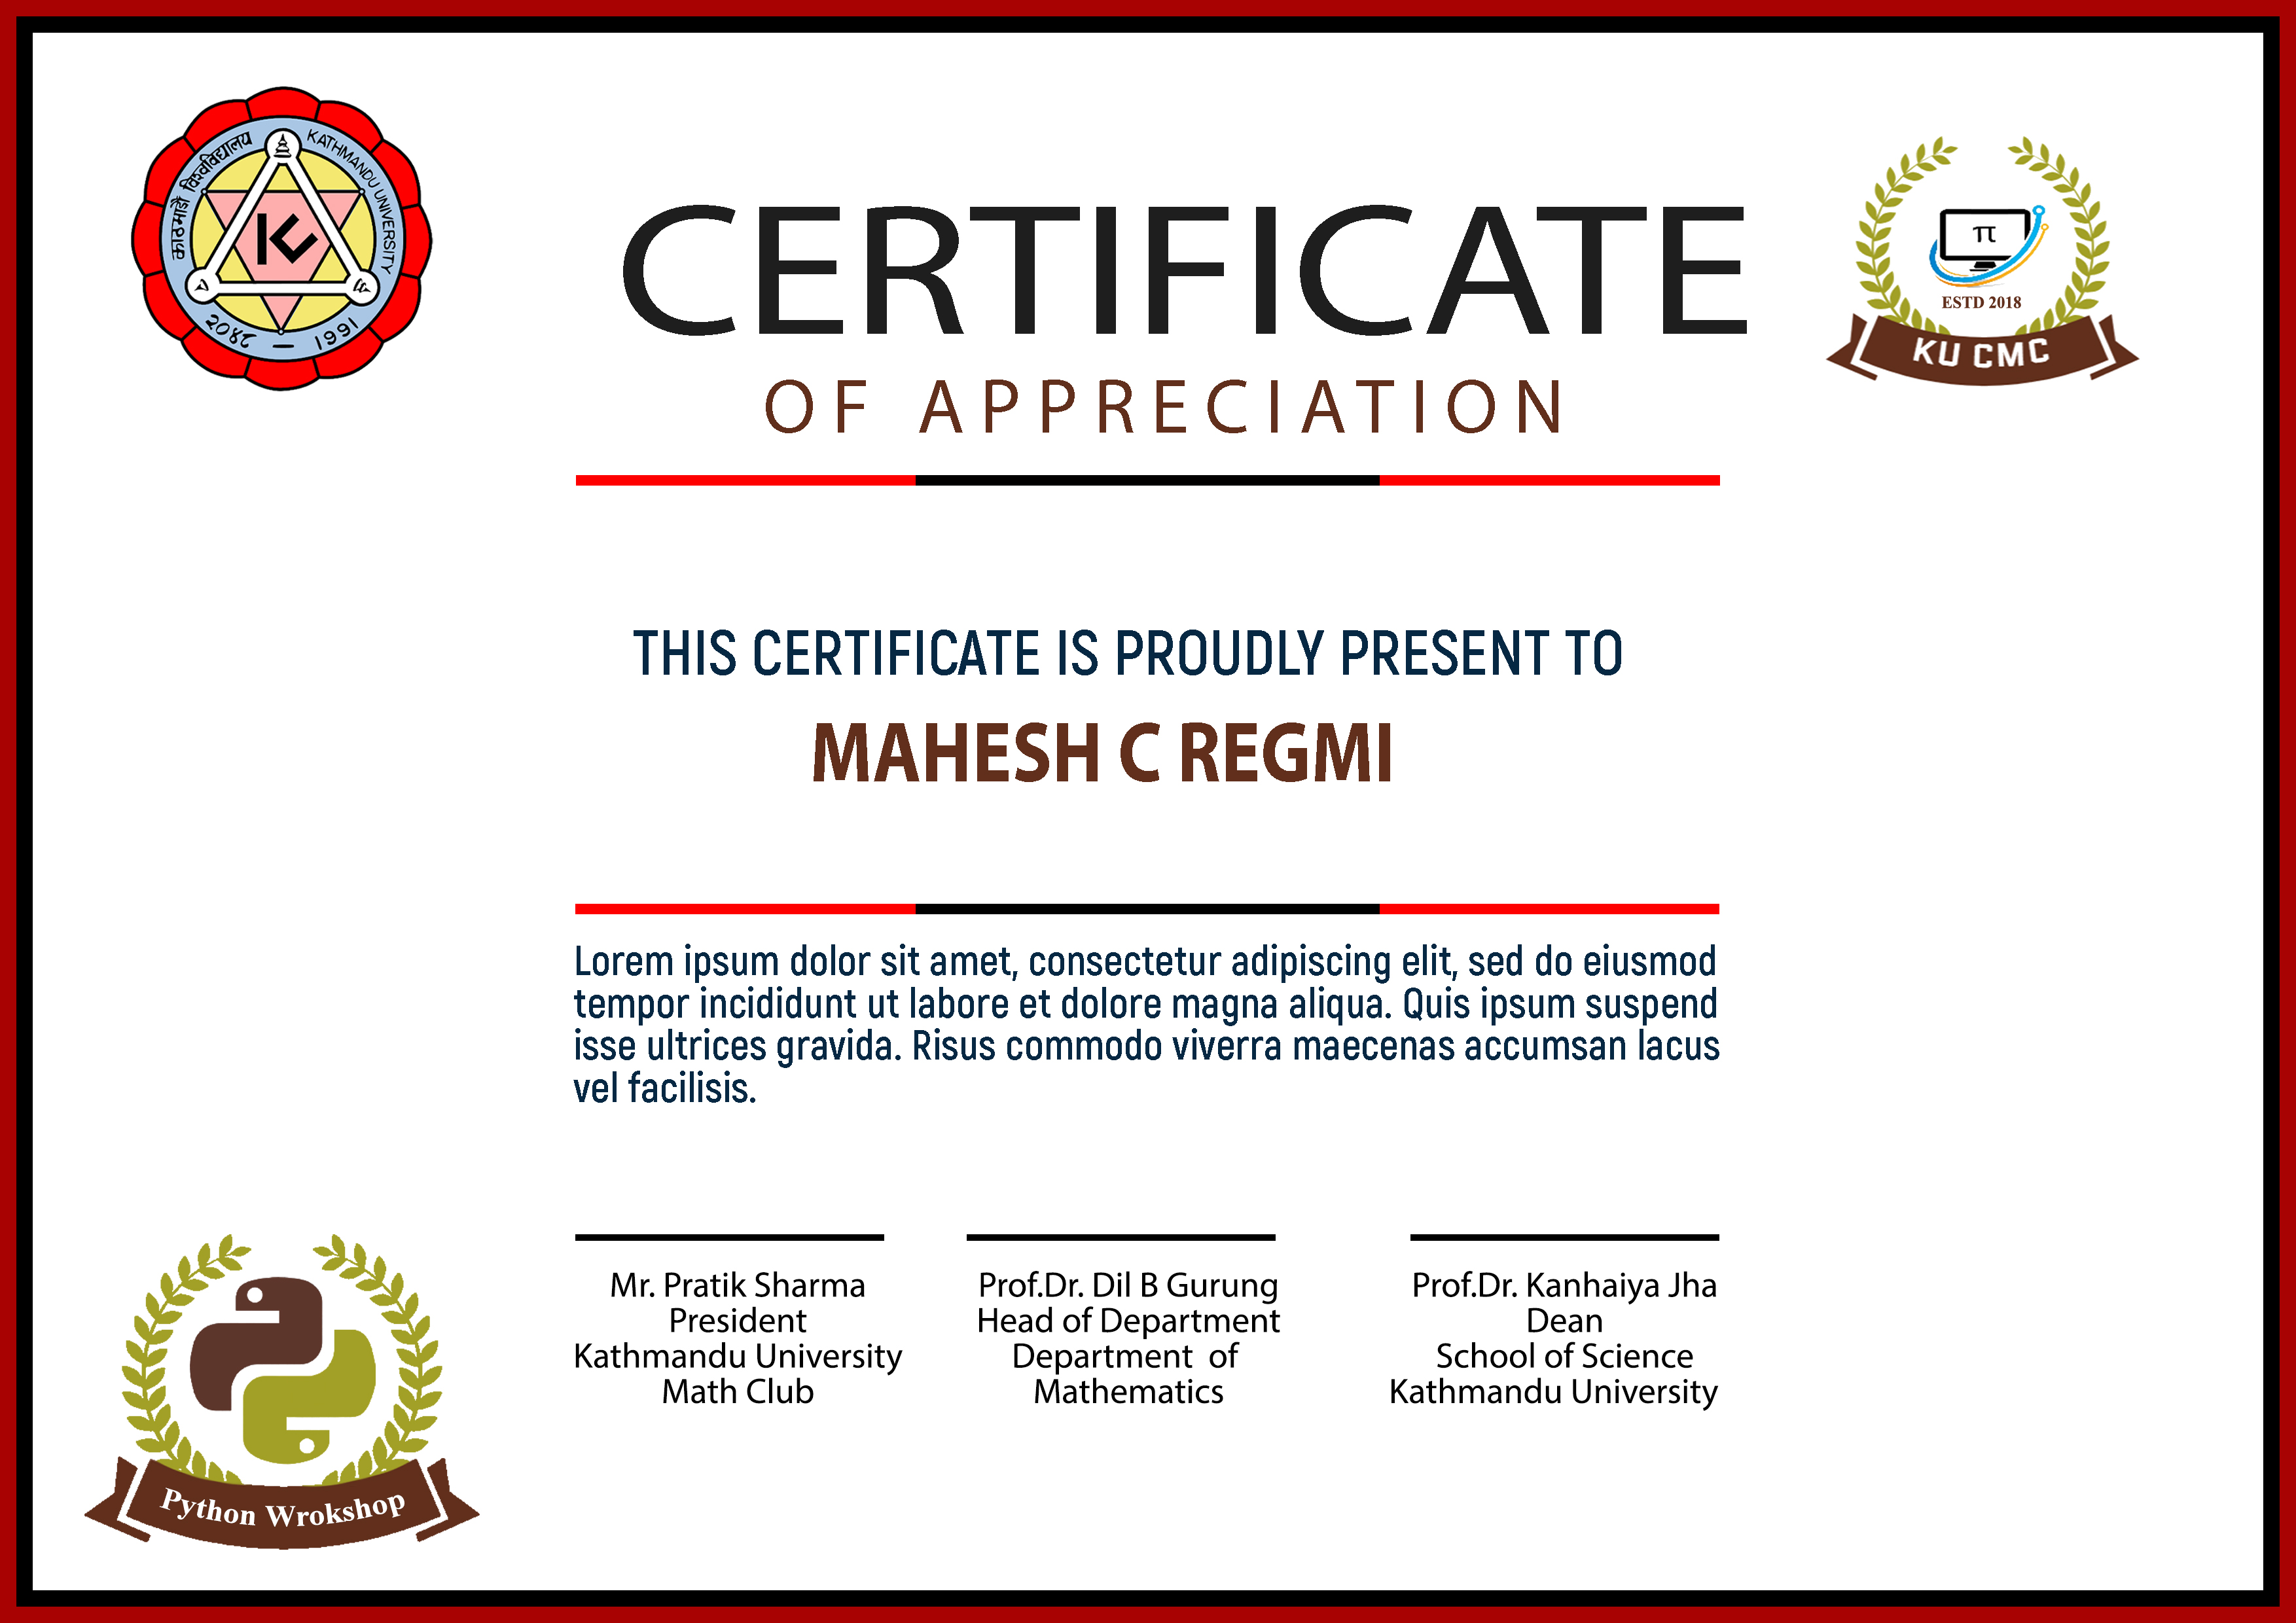 काठमाडौं विश्वविद्यालय
KATHMANDU UNIVERSITY
२०४८ — 1991
CERTIFICATE
OF APPRECIATION
π
ESTD 2018
KU CMC
THIS CERTIFICATE IS PROUDLY PRESENT TO
MAHESH C REGMI
Lorem ipsum dolor sit amet, consectetur adipiscing elit, sed do eiusmod
tempor incididunt ut labore et dolore magna aliqua. Quis ipsum suspend
isse ultrices gravida. Risus commodo viverra maecenas accumsan lacus
vel facilisis.
Mr. Pratik Sharma
President
Kathmandu University
Math Club
Prof.Dr. Dil B Gurung
Head of Department
Department of
Mathematics
Prof.Dr. Kanhaiya Jha
Dean
School of Science
Kathmandu University
Python Wrokshop